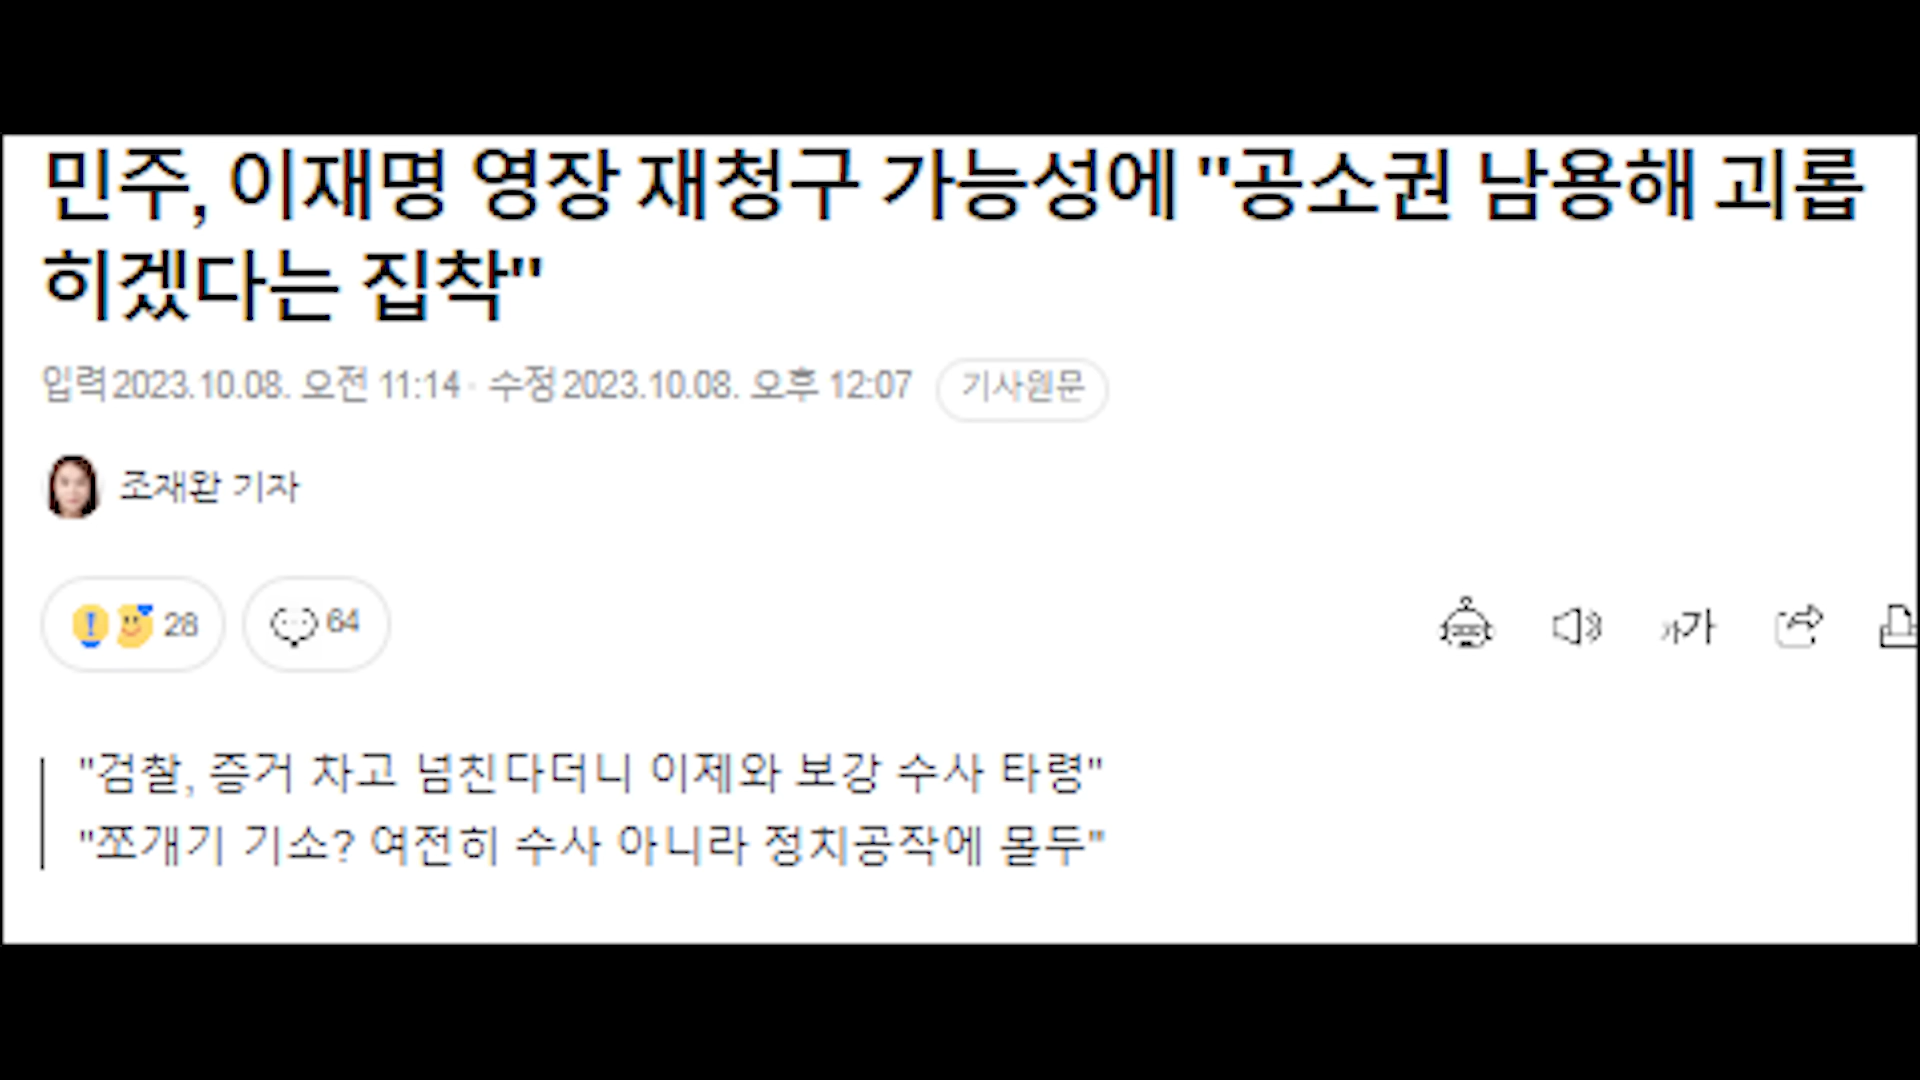 민주, 이재명 영장 재청구 가능성에 "공소권 남용해 괴롭
히겠다는 집착"
입력 2023.10.08. 오전 11:14 · 수정 2023.10.08. 오후 12:07 기사원문
조재완 기자
28 64
가가
"검찰, 증거 차고 넘친다더니 이제와 보강 수사 타령"
"쪼개기 기소? 여전히 수사 아니라 정치공작에 몰두"